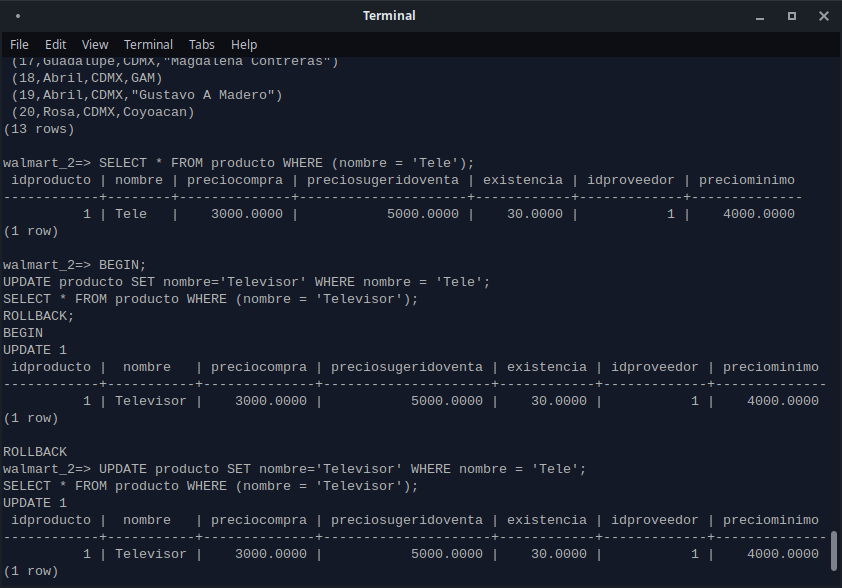 Terminal
File Edit View Terminal Tabs Help
 (17,Guadalupe,CDMX,"Magdalena Contreras")
 (18,Abril,CDMX,GAM)
 (19,Abril,CDMX,"Gustavo A Madero")
 (20,Rosa,CDMX,Coyoacan)
(13 rows)
walmart_2=> SELECT * FROM producto WHERE (nombre = 'Tele');
 idproducto | nombre | preciocompra | preciosugeridoventa | existencia | idproveedor | preciominimo
------------+--------+--------------+---------------------+------------+-------------+--------------
          1 | Tele   |    3000.0000 |           5000.0000 |    30.0000 |           1 |    4000.0000
(1 row)
walmart_2=> BEGIN;
UPDATE producto SET nombre='Televisor' WHERE nombre = 'Tele';
SELECT * FROM producto WHERE (nombre = 'Televisor');
ROLLBACK;
BEGIN
UPDATE 1
 idproducto |  nombre   | preciocompra | preciosugeridoventa | existencia | idproveedor | preciominimo
------------+-----------+--------------+---------------------+------------+-------------+--------------
          1 | Televisor |    3000.0000 |           5000.0000 |    30.0000 |           1 |    4000.0000
(1 row)
ROLLBACK
walmart_2=> UPDATE producto SET nombre='Televisor' WHERE nombre = 'Tele';
SELECT * FROM producto WHERE (nombre = 'Televisor');
UPDATE 1
 idproducto |  nombre   | preciocompra | preciosugeridoventa | existencia | idproveedor | preciominimo
------------+-----------+--------------+---------------------+------------+-------------+--------------
          1 | Televisor |    3000.0000 |           5000.0000 |    30.0000 |           1 |    4000.0000
(1 row)